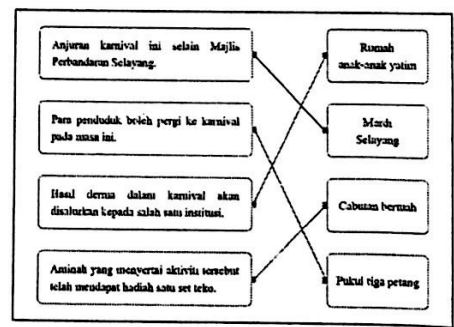 Anjuran karnival ini selain Majlis
Perbandaran Selayang.
Para penduduk boleh pergi ke karnival
pada masa ini.
Hasil derma dalam karnival akan
disalurkan kepada salah satu institusi.
Aminah yang menyertai aktiviti tersebut
telah mendapat hadiah satu set teko.
Rumah
anak-anak yatim
Mardi
Selayang
Cabutan bertuah
Pukul tiga petang